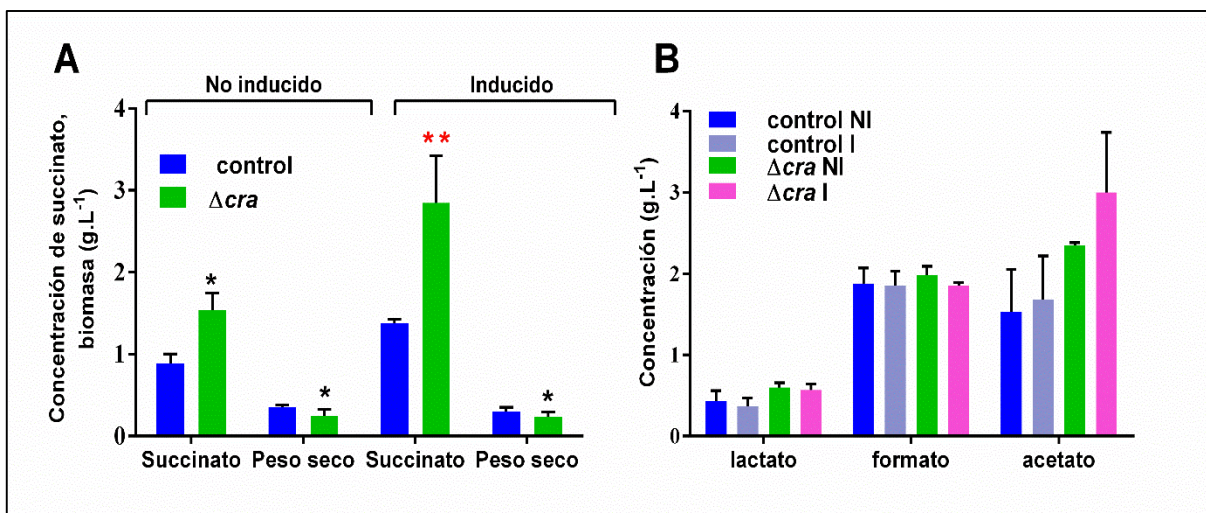 A
No inducido
Inducido
Concentración de succinato,
biomasa (g.L-1)
4
3
2
1
0
control
Δcra
*
*
**
*
Succinato Peso seco Succinato Peso seco
B
Concentración (g.L-1)
4
3
2
1
0
control NI
control I
Δcra NI
Δcra I
lactato formato acetato